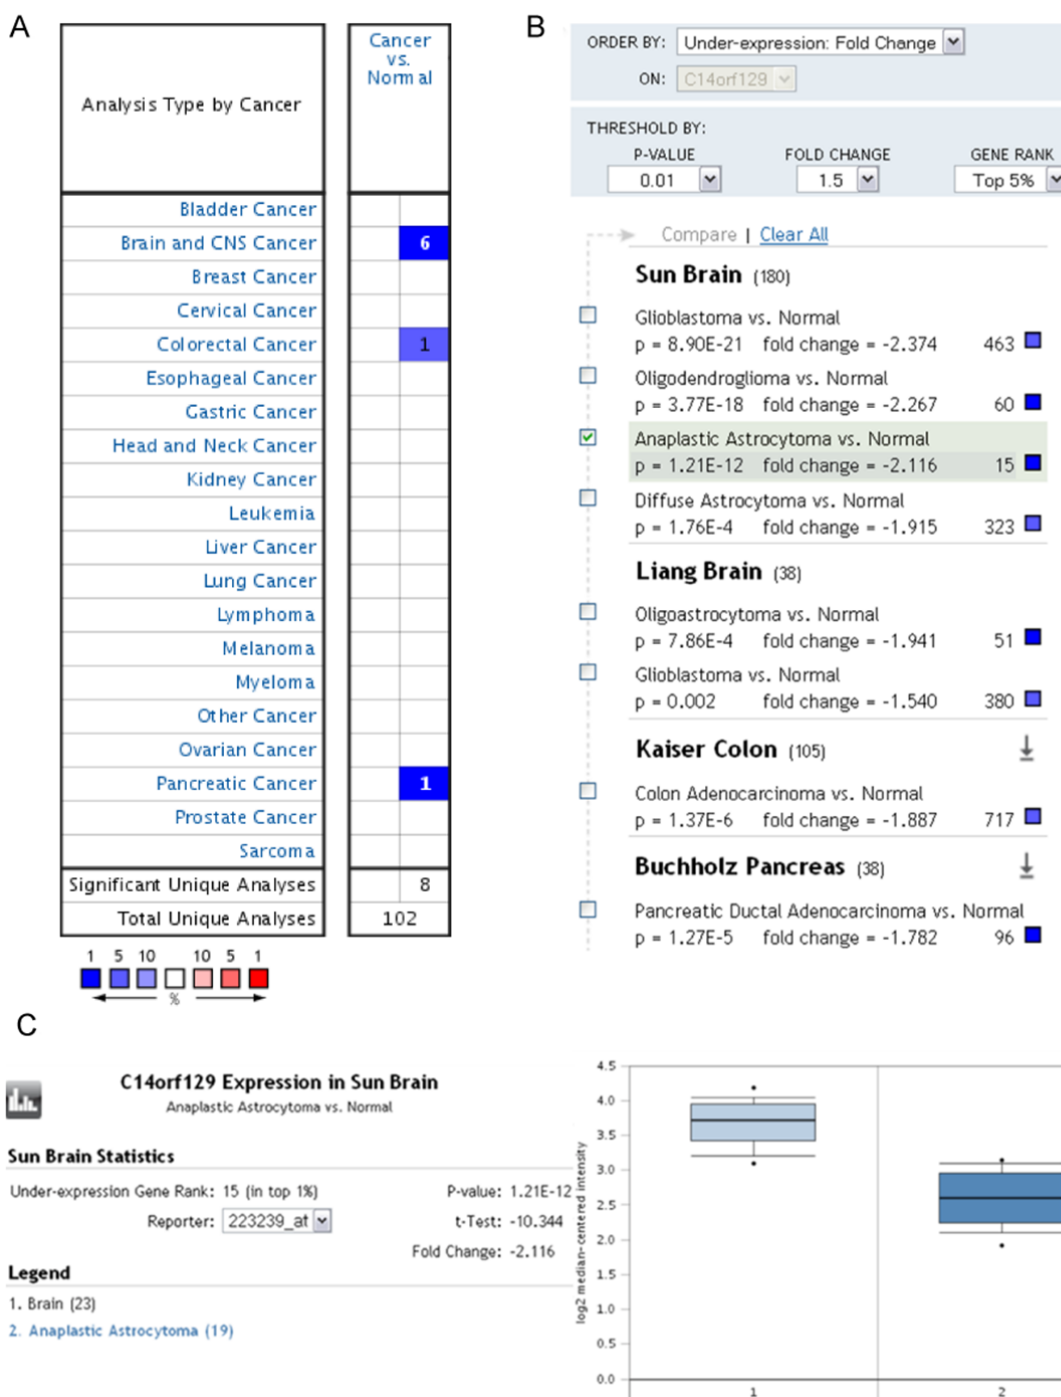 A
Analysis Type by Cancer
Cancer
vs.
Normal
Bladder Cancer
Brain and CNS Cancer 6
Breast Cancer
Cervical Cancer
Colorectal Cancer 1
Esophageal Cancer
Gastric Cancer
Head and Neck Cancer
Kidney Cancer
Leukemia
Liver Cancer
Lung Cancer
Lymphoma
Melanoma
Myeloma
Other Cancer
Ovarian Cancer
Pancreatic Cancer 1
Prostate Cancer
Sarcoma
Significant Unique Analyses 8
Total Unique Analyses 102
1 5 10 10 5 1
%
B
ORDER BY: Under-expression: Fold Change
ON: C14orf129
THRESHOLD BY:
P-VALUE FOLD CHANGE GENE RANK
0.01 1.5 Top 5%
Compare | Clear All
Sun Brain (180)
Glioblastoma vs. Normal
p = 8.90E-21 fold change = -2.374 463
Oligodendroglioma vs. Normal
p = 3.77E-18 fold change = -2.267 60
Anaplastic Astrocytoma vs. Normal
p = 1.21E-12 fold change = -2.116 15
Diffuse Astrocytoma vs. Normal
p = 1.76E-4 fold change = -1.915 323
Liang Brain (38)
Oligoastrocytoma vs. Normal
p = 7.86E-4 fold change = -1.941 51
Glioblastoma vs. Normal
p = 0.002 fold change = -1.540 380
Kaiser Colon (105)
Colon Adenocarcinoma vs. Normal
p = 1.37E-6 fold change = -1.887 717
Buchholz Pancreas (38)
Pancreatic Ductal Adenocarcinoma vs. Normal
p = 1.27E-5 fold change = -1.782 96
C
C14orf129 Expression in Sun Brain
Anaplastic Astrocytoma vs. Normal
Sun Brain Statistics
Under-expression Gene Rank: 15 (in top 1%) P-value: 1.21E-12
Reporter: 223239_at t-Test: -10.344
Fold Change: -2.116
Legend
1. Brain (23)
2. Anaplastic Astrocytoma (19)
log2 median-centered intensity
4.5
4.0
3.5
3.0
2.5
2.0
1.5
1.0
0.5
0.0
1 2